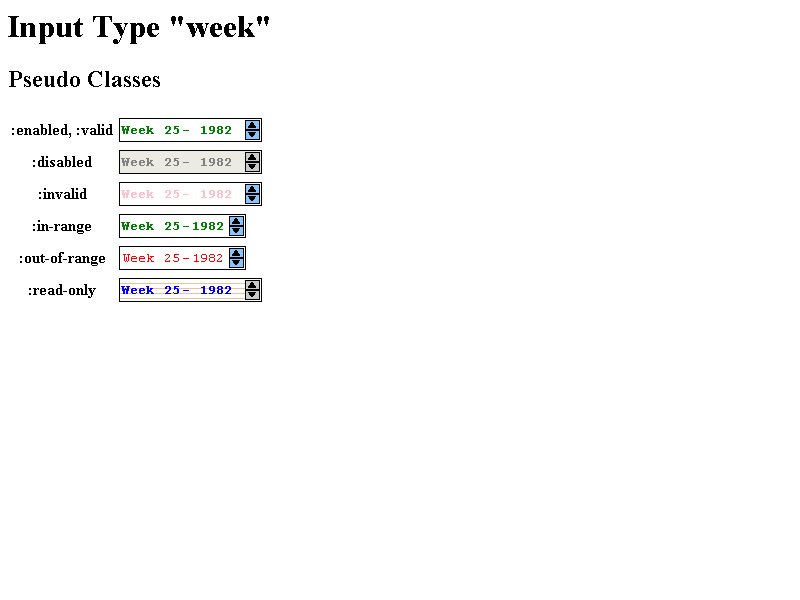 Input Type "week"
Pseudo Classes
:enabled, :valid Week 25- 1982
:disabled Week 25- 1982
:invalid Week 25- 1982
:in-range Week 25-1982
:out-of-range Week 25-1982
:read-only Week 25- 1982